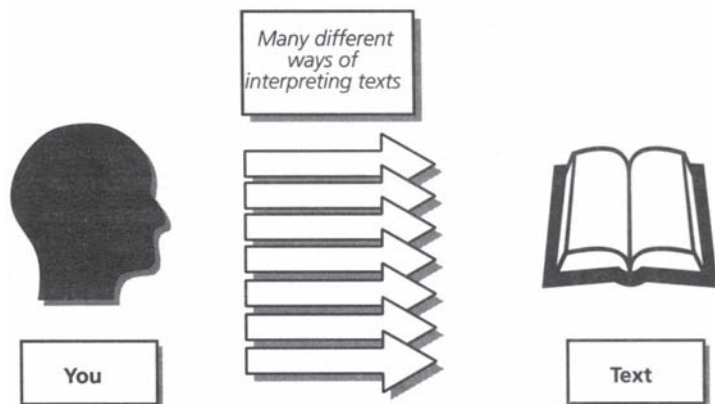 Many different
ways of
interpreting texts
You
Text